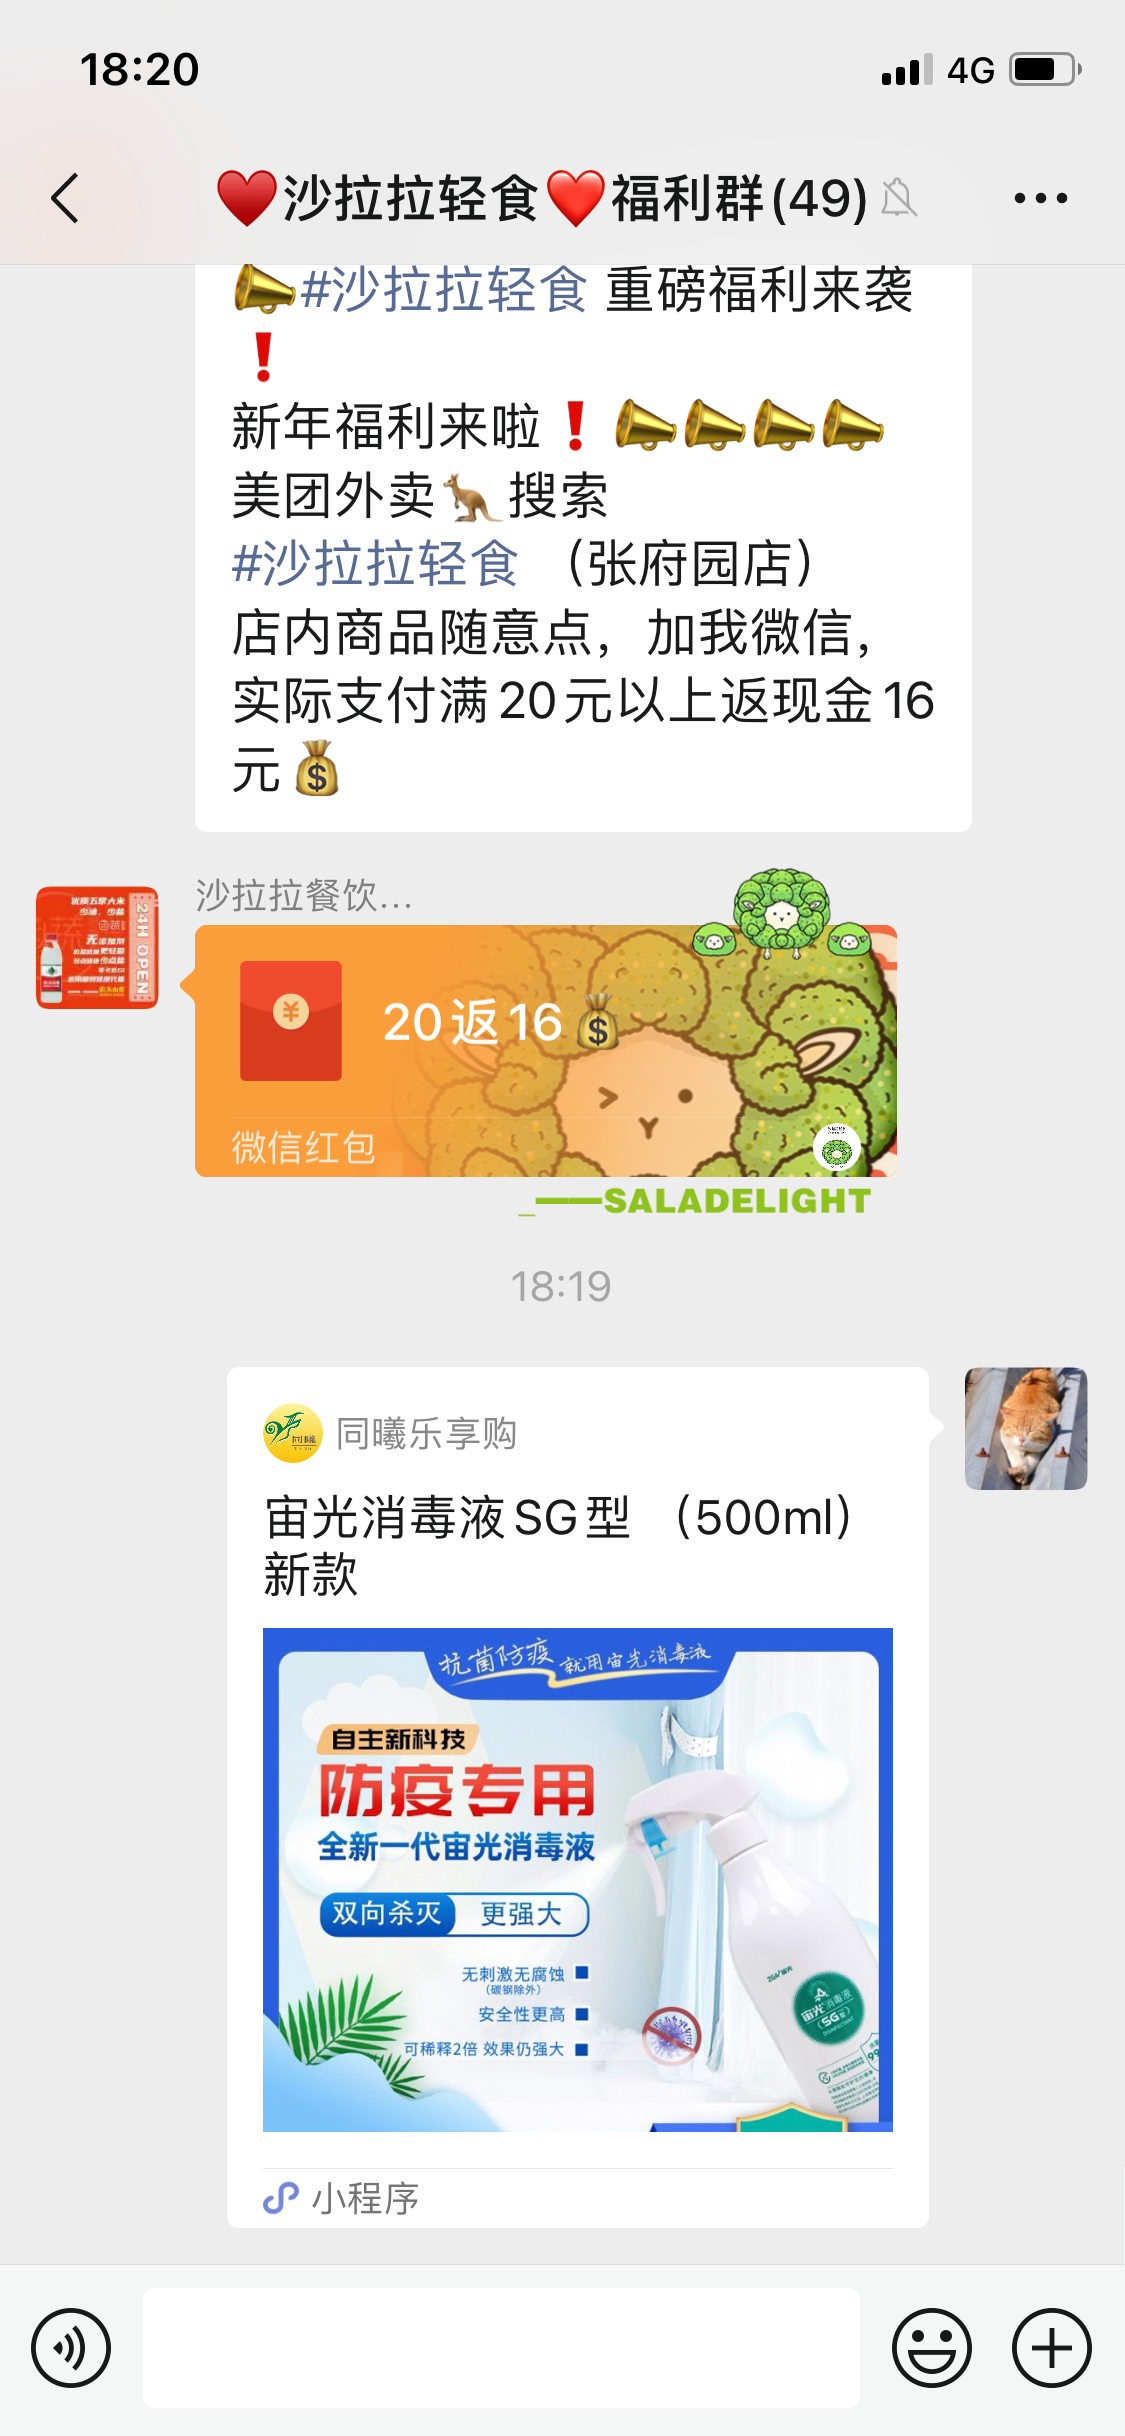 18:20
4G
♥️沙拉拉轻食❤️福利群(49)
📣#沙拉拉轻食 重磅福利来袭
❗
新年福利来啦❗📣📣📣📣
美团外卖🦘搜索
#沙拉拉轻食 （张府园店）
店内商品随意点，加我微信，
实际支付满20元以上返现金16
元💰
沙拉拉餐饮...
24H OPEN
20返16💰
微信红包
_——SALADELIGHT
18:19
同曦乐享购
宙光消毒液SG型 （500ml）
新款
抗菌防疫 就用宙光消毒液
自主新科技
防疫专用
全新一代宙光消毒液
双向杀灭 更强大
无刺激无腐蚀
（碳钢除外）
安全性更高
可稀释2倍 效果仍强大
宙光消毒液
SG型
小程序